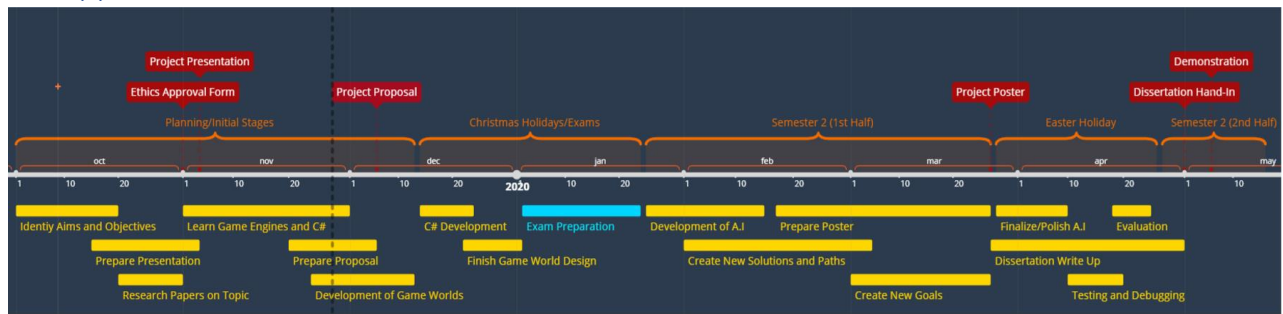 Project Presentation
Demonstration
Ethics Approval Form
Project Proposal
Project Poster
Dissertation Hand-In
Planning/Initial Stages
Christmas Holidays/Exams
Semester 2 (1st Half)
Easter Holiday
Semester 2 (2nd Half)
oct nov dec jan feb mar apr may
1 10 20 1 10 20 1 10 20 2020 10 20 1 10 20 1 10 20 1 10 20 1 10
Identiy Aims and Objectives
Learn Game Engines and C#
C# Development
Exam Preparation
Development of A.I
Prepare Poster
Finalize/Polish A.I
Evaluation
Prepare Presentation
Prepare Proposal
Finish Game World Design
Create New Solutions and Paths
Dissertation Write Up
Research Papers on Topic
Development of Game Worlds
Create New Goals
Testing and Debugging